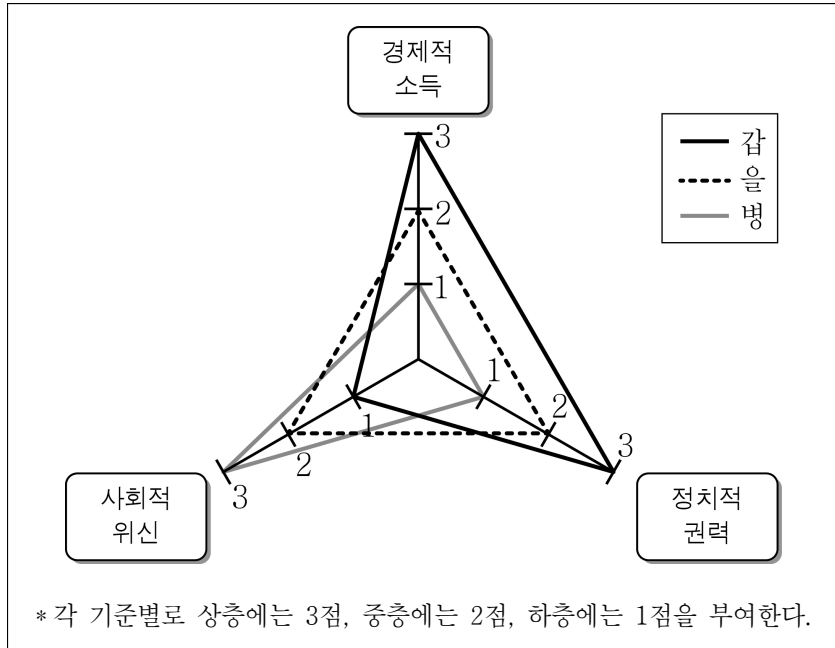 경제적
소득
3
2
1
갑
을
병
1
2
3
1
2
3
사회적
위신
정치적
권력
* 각 기준별로 상층에는 3점, 중층에는 2점, 하층에는 1점을 부여한다.